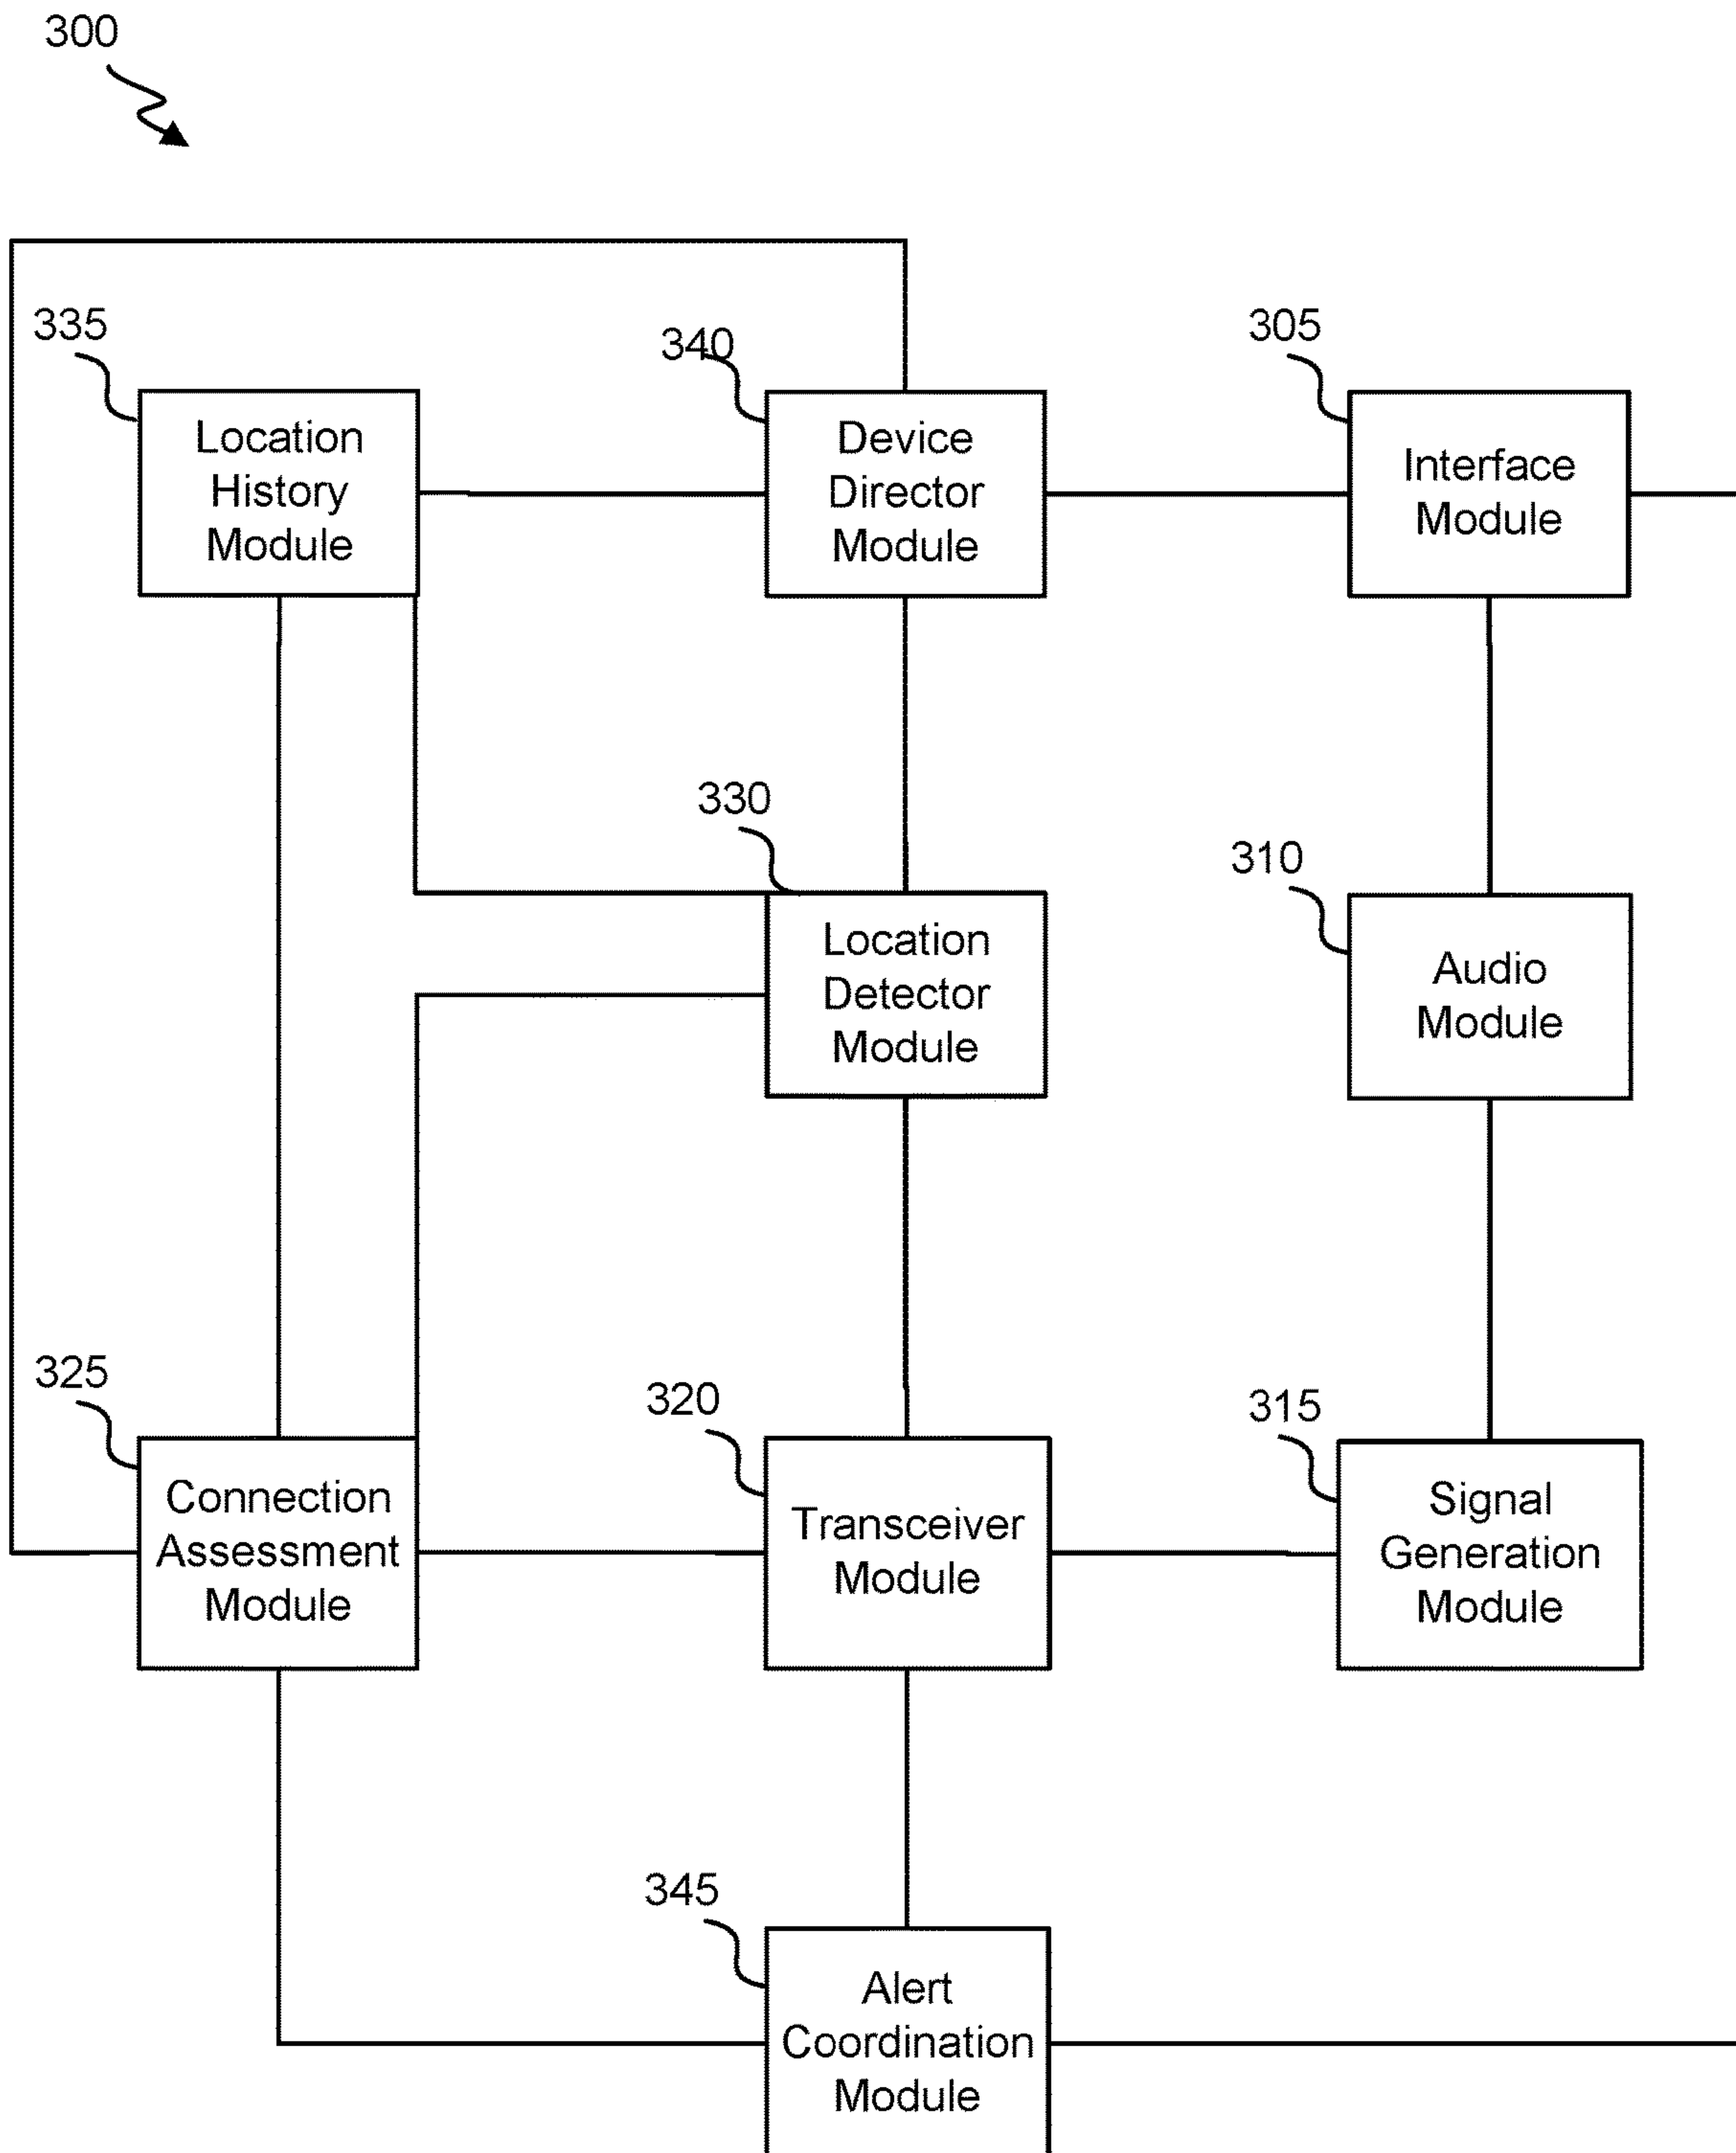 300
335
Location
History
Module
340
Device
Director
Module
305
Interface
Module
330
Location
Detector
Module
310
Audio
Module
325
Connection
Assessment
Module
320
Transceiver
Module
315
Signal
Generation
Module
345
Alert
Coordination
Module